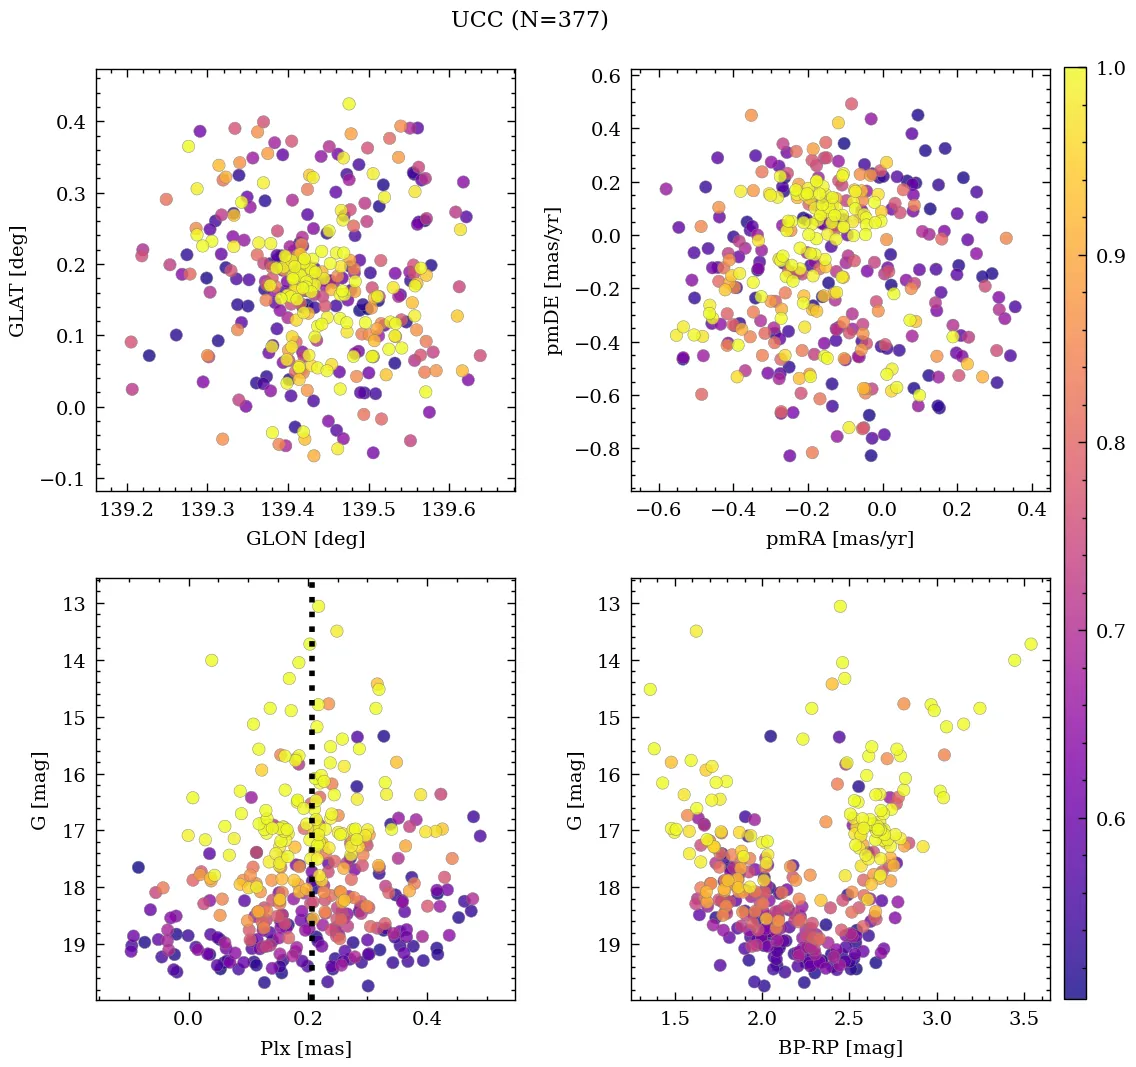 UCC (N=377)
0.4
0.3
0.2
0.1
0.0
−0.1
GLAT [deg]
139.2 139.3 139.4 139.5 139.6
GLON [deg]
0.6
0.4
0.2
0.0
−0.2
−0.4
−0.6
−0.8
pmDE [mas/yr]
−0.6 −0.4 −0.2 0.0 0.2 0.4
pmRA [mas/yr]
1.0
0.9
0.8
0.7
0.6
13
14
15
16
17
18
19
G [mag]
0.0 0.2 0.4
Plx [mas]
13
14
15
16
17
18
19
G [mag]
1.5 2.0 2.5 3.0 3.5
BP-RP [mag]